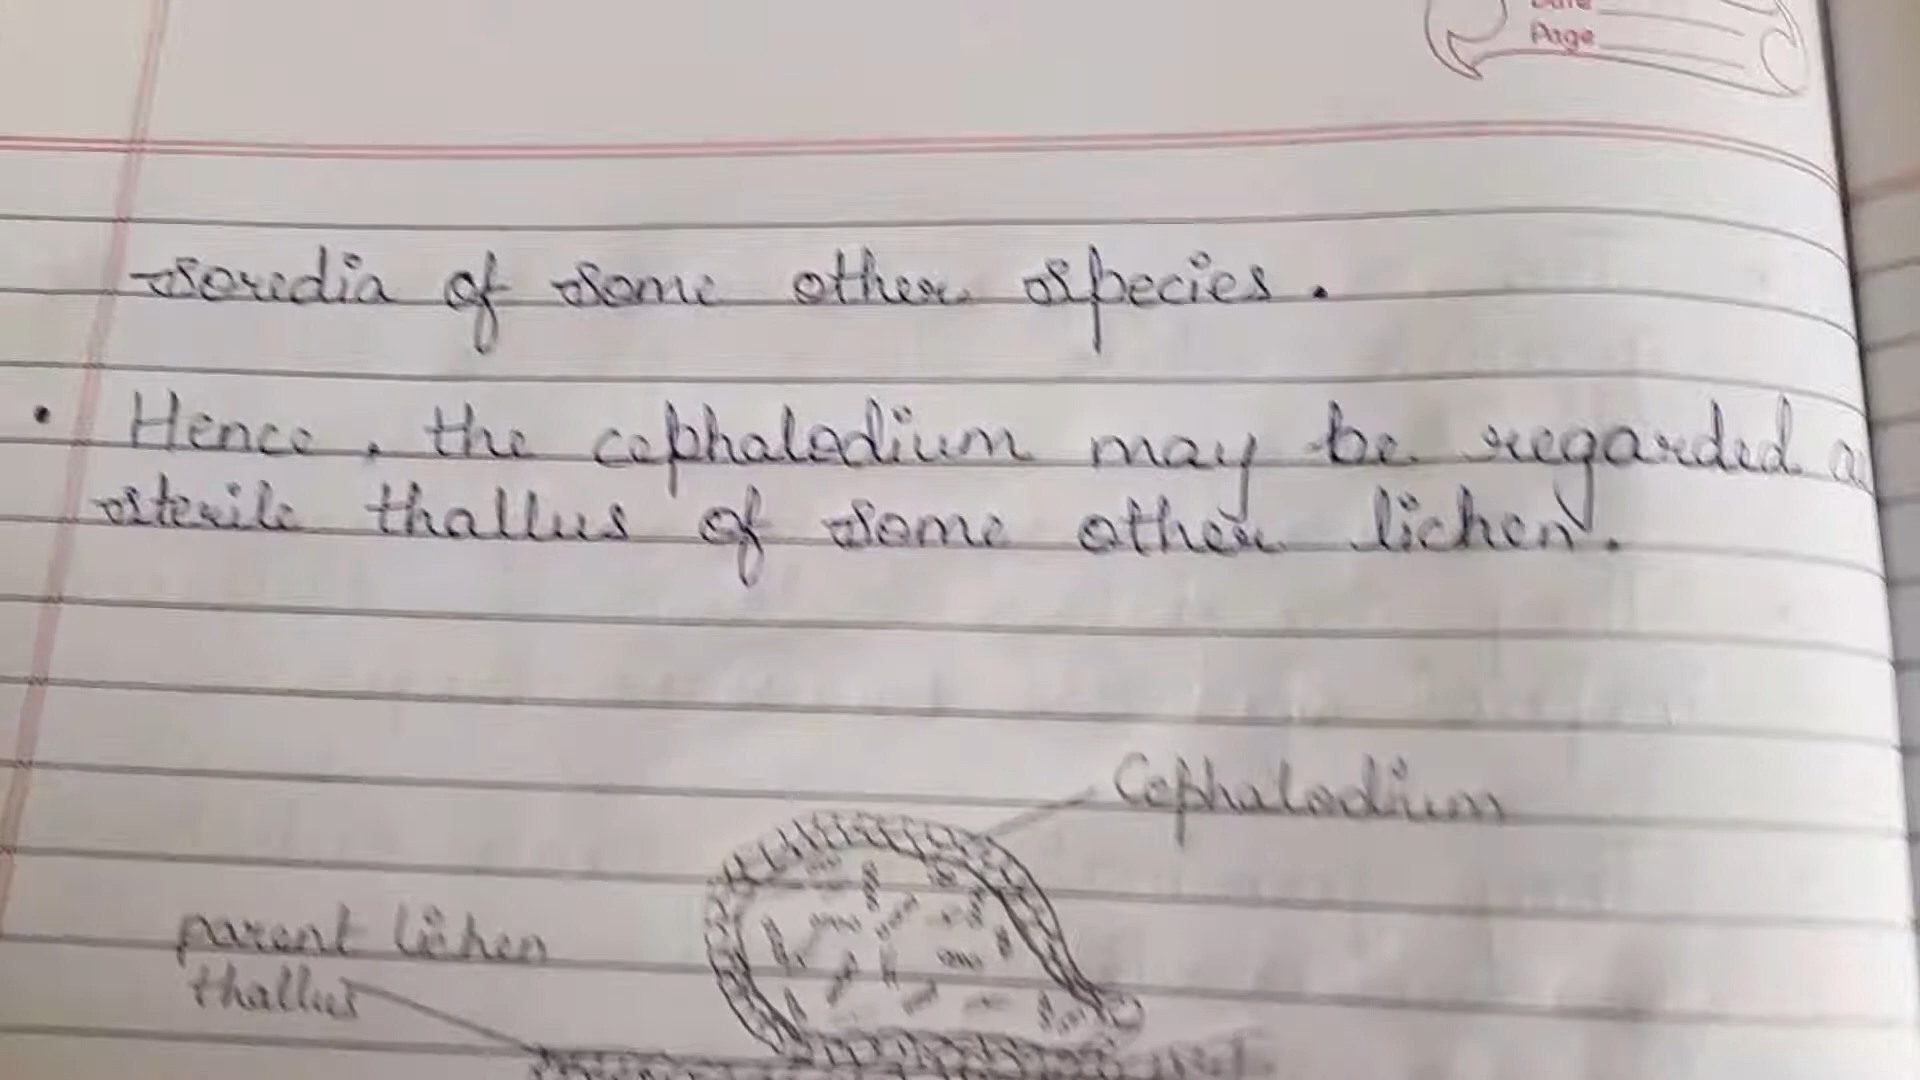 Page
soredia of some other species.
• Hence, the cephalodium may be regarded
sterile thallus of some other lichen.
Cephalodium
parent lichen
thallus